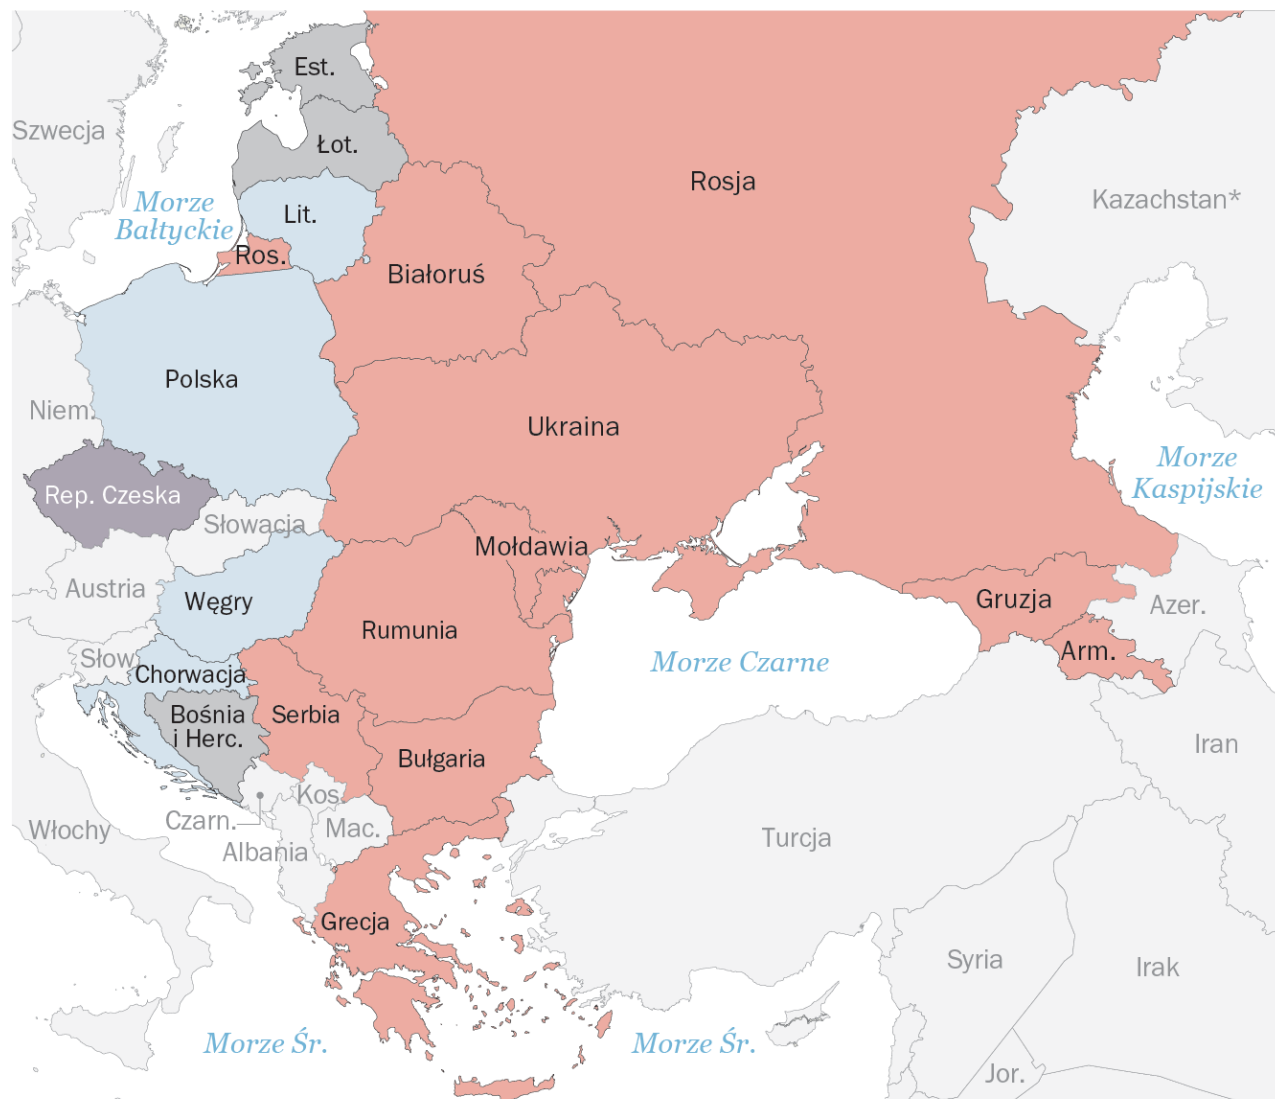 Est.
Szwecja
Łot.
Rosja
Kazachstan*
Morze
Bałtyckie
Lit.
Ros.
Białoruś
Polska
Niem.
Ukraina
Morze
Kaspijskie
Rep. Czeska
Słowacja
Mołdawia
Austria
Węgry
Gruzja
Azer.
Rumunia
Arm.
Słow.
Chorwacja
Morze Czarne
Bośnia
i Herc.
Serbia
Iran
Bułgaria
Kos.
Czarn.
Mac.
Włochy
Albania
Turcja
Grecja
Syria
Irak
Morze Śr.
Morze Śr.
Jor.